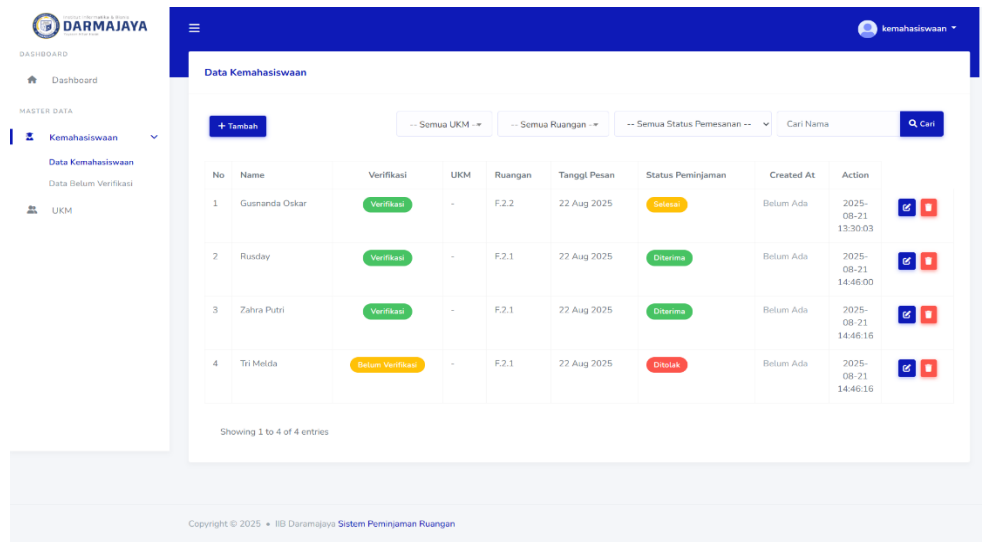 Institut Informatika & Bisnis
DARMAJAYA
kemahasiswaan
DASHBOARD
Dashboard
MASTER DATA
Kemahasiswaan
Data Kemahasiswaan
Data Belum Verifikasi
UKM
Data Kemahasiswaan
+ Tambah
-- Semua UKM --
-- Semua Ruangan --
-- Semua Status Pemesanan --
Cari Nama
Cari
No Name Verifikasi UKM Ruangan Tanggl Pesan Status Peminjaman Created At Action
1 Gusnanda Oskar Verifikasi - F.2.2 22 Aug 2025 Selesai Belum Ada 2025-
08-21
13:30:03
2 Rusday Verifikasi - F.2.1 22 Aug 2025 Diterima Belum Ada 2025-
08-21
14:46:00
3 Zahra Putri Verifikasi - F.2.1 22 Aug 2025 Diterima Belum Ada 2025-
08-21
14:46:16
4 Tri Melda Belum Verifikasi - F.2.1 22 Aug 2025 Ditolak Belum Ada 2025-
08-21
14:46:16
Showing 1 to 4 of 4 entries
Copyright © 2025 • IIB Daramajaya Sistem Peminjaman Ruangan